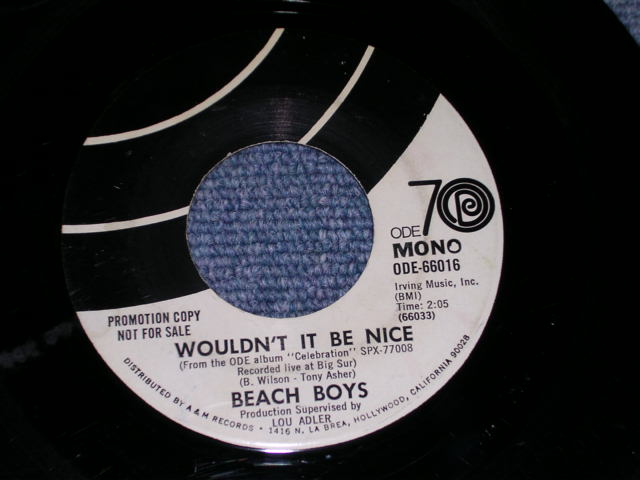 ODE 70
MONO
ODE-66016
Irving Music, Inc.
(BMI)
Time: 2:05
(66033)
PROMOTION COPY
NOT FOR SALE
WOULDN'T IT BE NICE
(From the ODE album "Celebration" SPX-77008
Recorded live at Big Sur)
(B. Wilson - Tony Asher)
BEACH BOYS
Production Supervised by
LOU ADLER
DISTRIBUTED BY A & M RECORDS • 1416 N. LA BREA, HOLLYWOOD, CALIFORNIA 90028